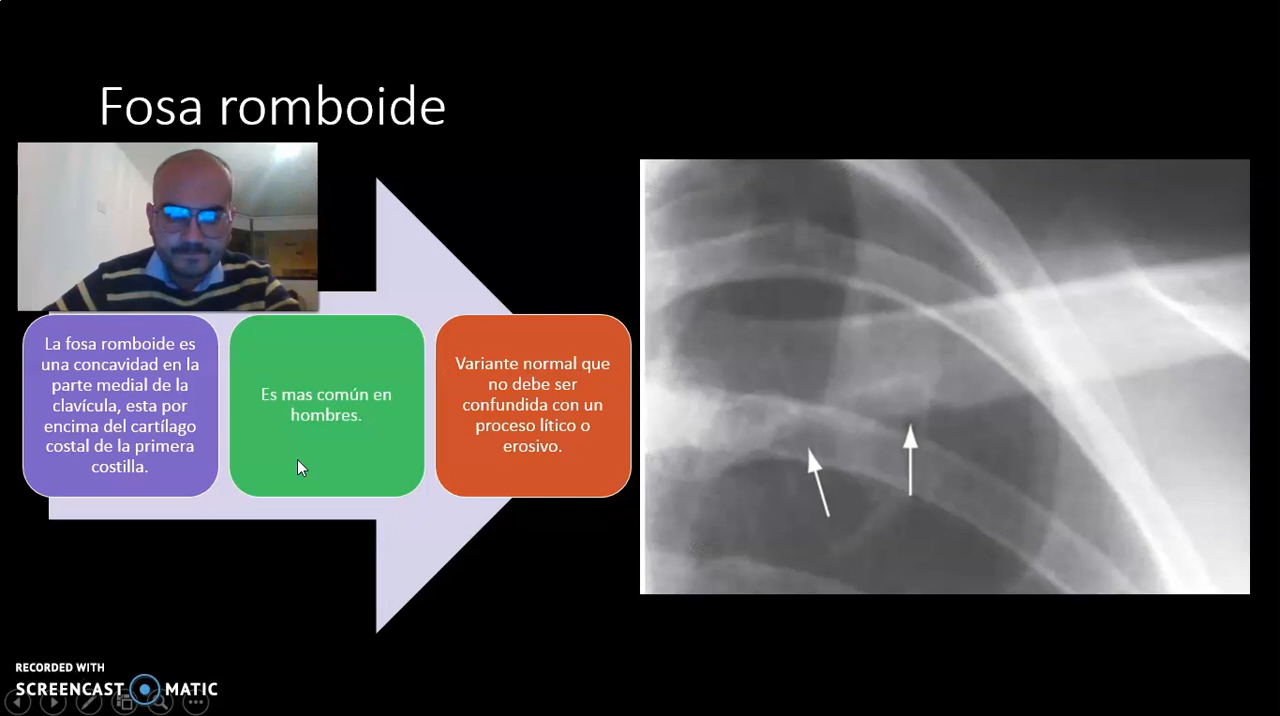 Fosa romboide
La fosa romboide es
una concavidad en la
parte medial de la
clavícula, esta por
encima del cartílago
costal de la primera
costilla.
Es mas común en
hombres.
Variante normal que
no debe ser
confundida con un
proceso lítico o
erosivo.
RECORDED WITH
SCREENCAST MATIC